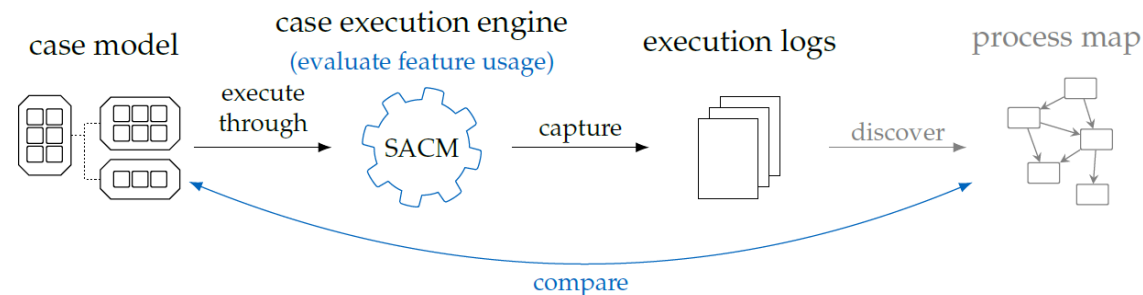 case model
case execution engine
(evaluate feature usage)
execution logs
process map
execute
through
SACM
capture
discover
compare